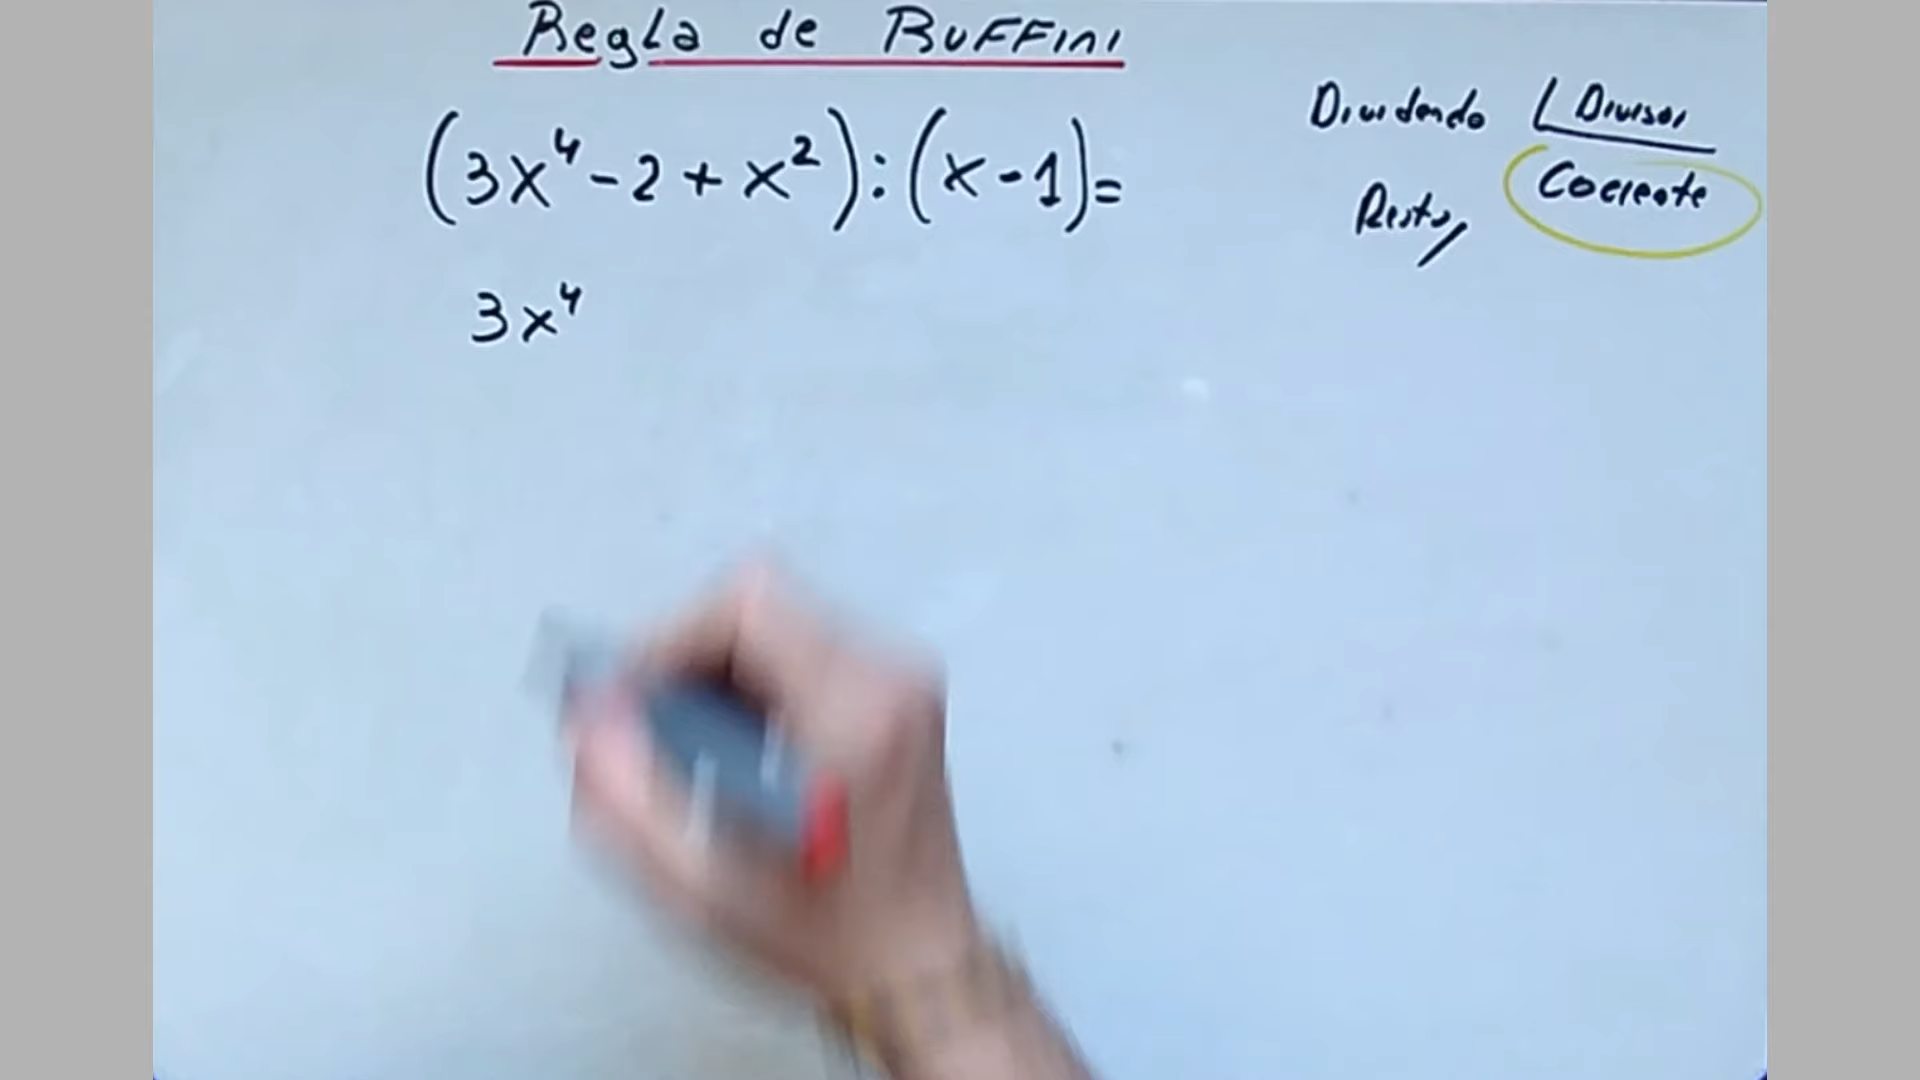 Regla de RUFFINI
(3x⁴ - 2 + x²) : (x - 1) =
3x⁴
Dividendo Divisor
Resto Cociente